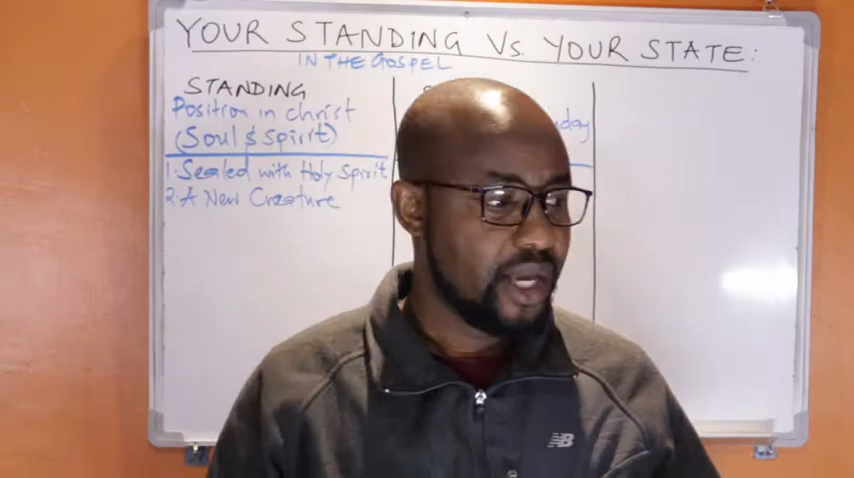 YOUR STANDING Vs. YOUR STATE:
IN THE GOSPEL
STANDING
Position in christ
(Soul & spirit)
1. Sealed with Holy Spirit
2. A New Creature
NB